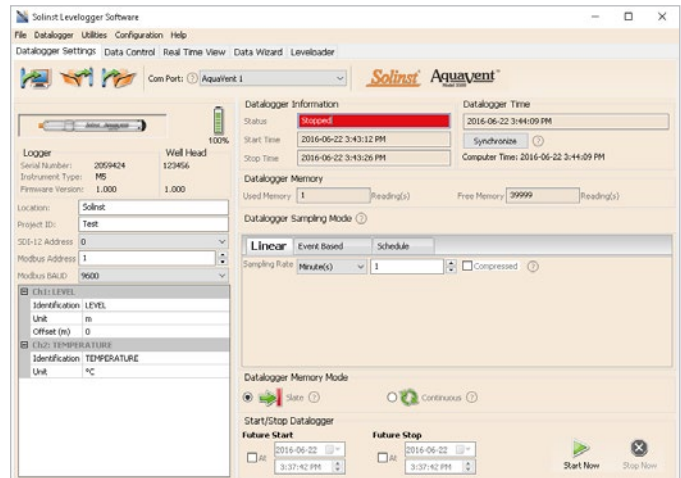 Solinst Levelogger Software
File Datalogger Utilities Configuration Help
Datalogger Settings Data Control Real Time View Data Wizard Leveloader
Com Port: AquaVent 1
Solinst Aquavent
100%
Logger Well Head
Serial Number: 2059424 123456
Instrument Type: M5
Firmware Version: 1.000 1.000
Location: Solinst
Project ID: Test
SDI-12 Address 0
Modbus Address 1
Modbus BAUD 9600
Ch1: LEVEL
Identification LEVEL
Unit m
Offset (m) 0
Ch2: TEMPERATURE
Identification TEMPERATURE
Unit °C
Datalogger Information
Status Stopped
Start Time 2016-06-22 3:43:12 PM
Stop Time 2016-06-22 3:43:26 PM
Datalogger Time
2016-06-22 3:44:09 PM
Synchronize
Computer Time: 2016-06-22 3:44:09 PM
Datalogger Memory
Used Memory 1 Reading(s) Free Memory 39999 Reading(s)
Datalogger Sampling Mode
Linear Event Based Schedule
Sampling Rate Minute(s) 1 Compressed
Datalogger Memory Mode
Slate Continuous
Start/Stop Datalogger
Future Start Future Stop
At 2016-06-22 At 2016-06-22
3:37:42 PM 3:37:42 PM
Start Now Stop Now